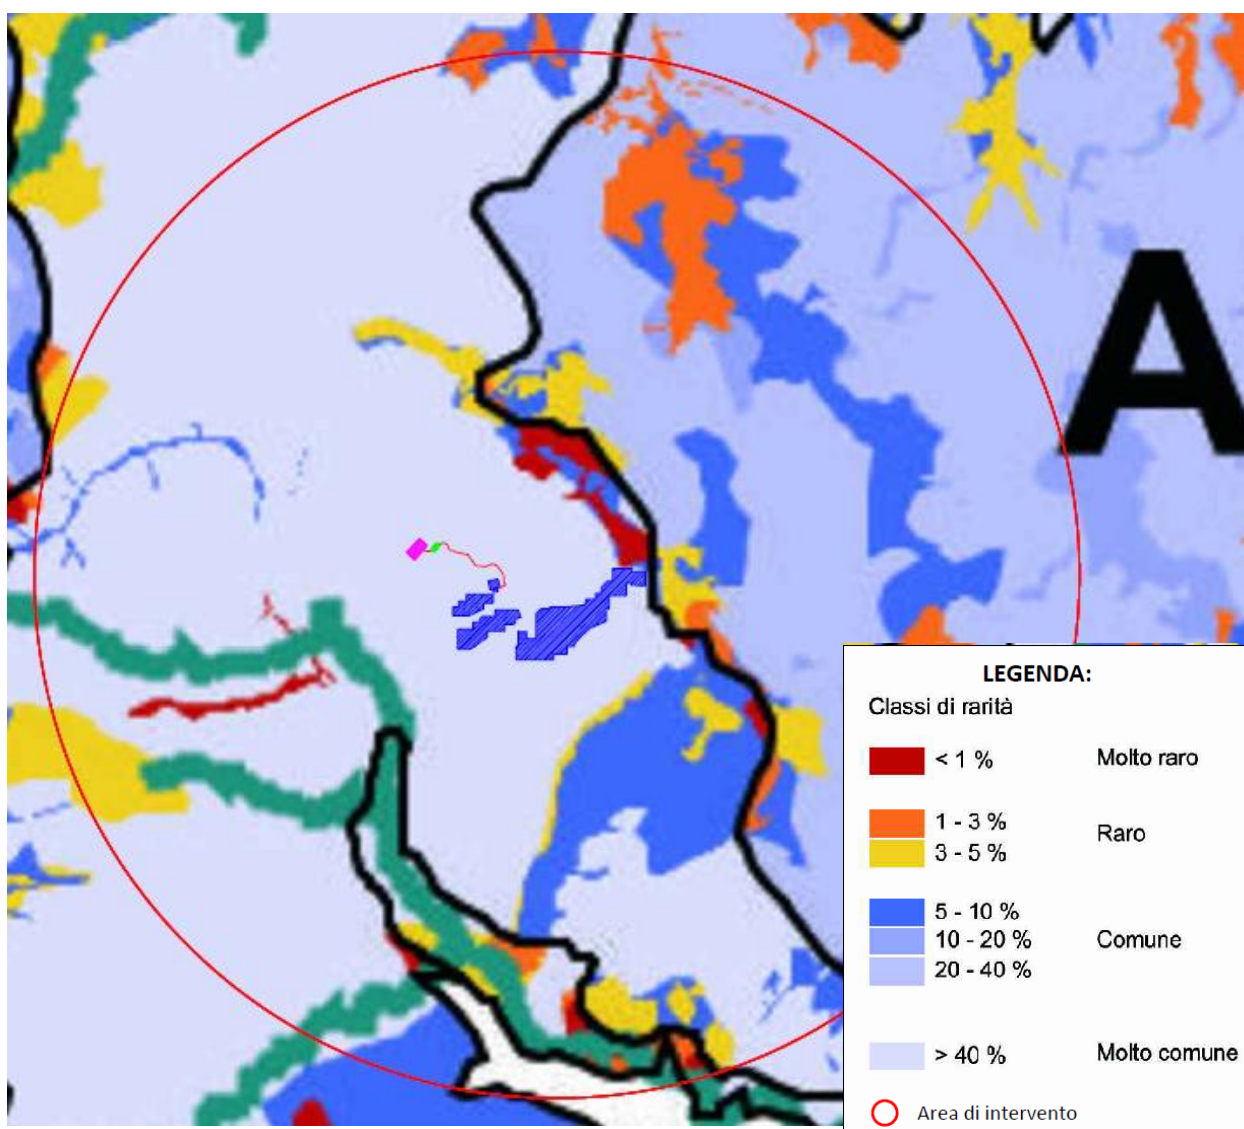 A
LEGENDA:
Classi di rarità
< 1 % Molto raro
1 - 3 %
Raro
3 - 5 %
5 - 10 %
10 - 20 % Comune
20 - 40 %
> 40 % Molto comune
Area di intervento